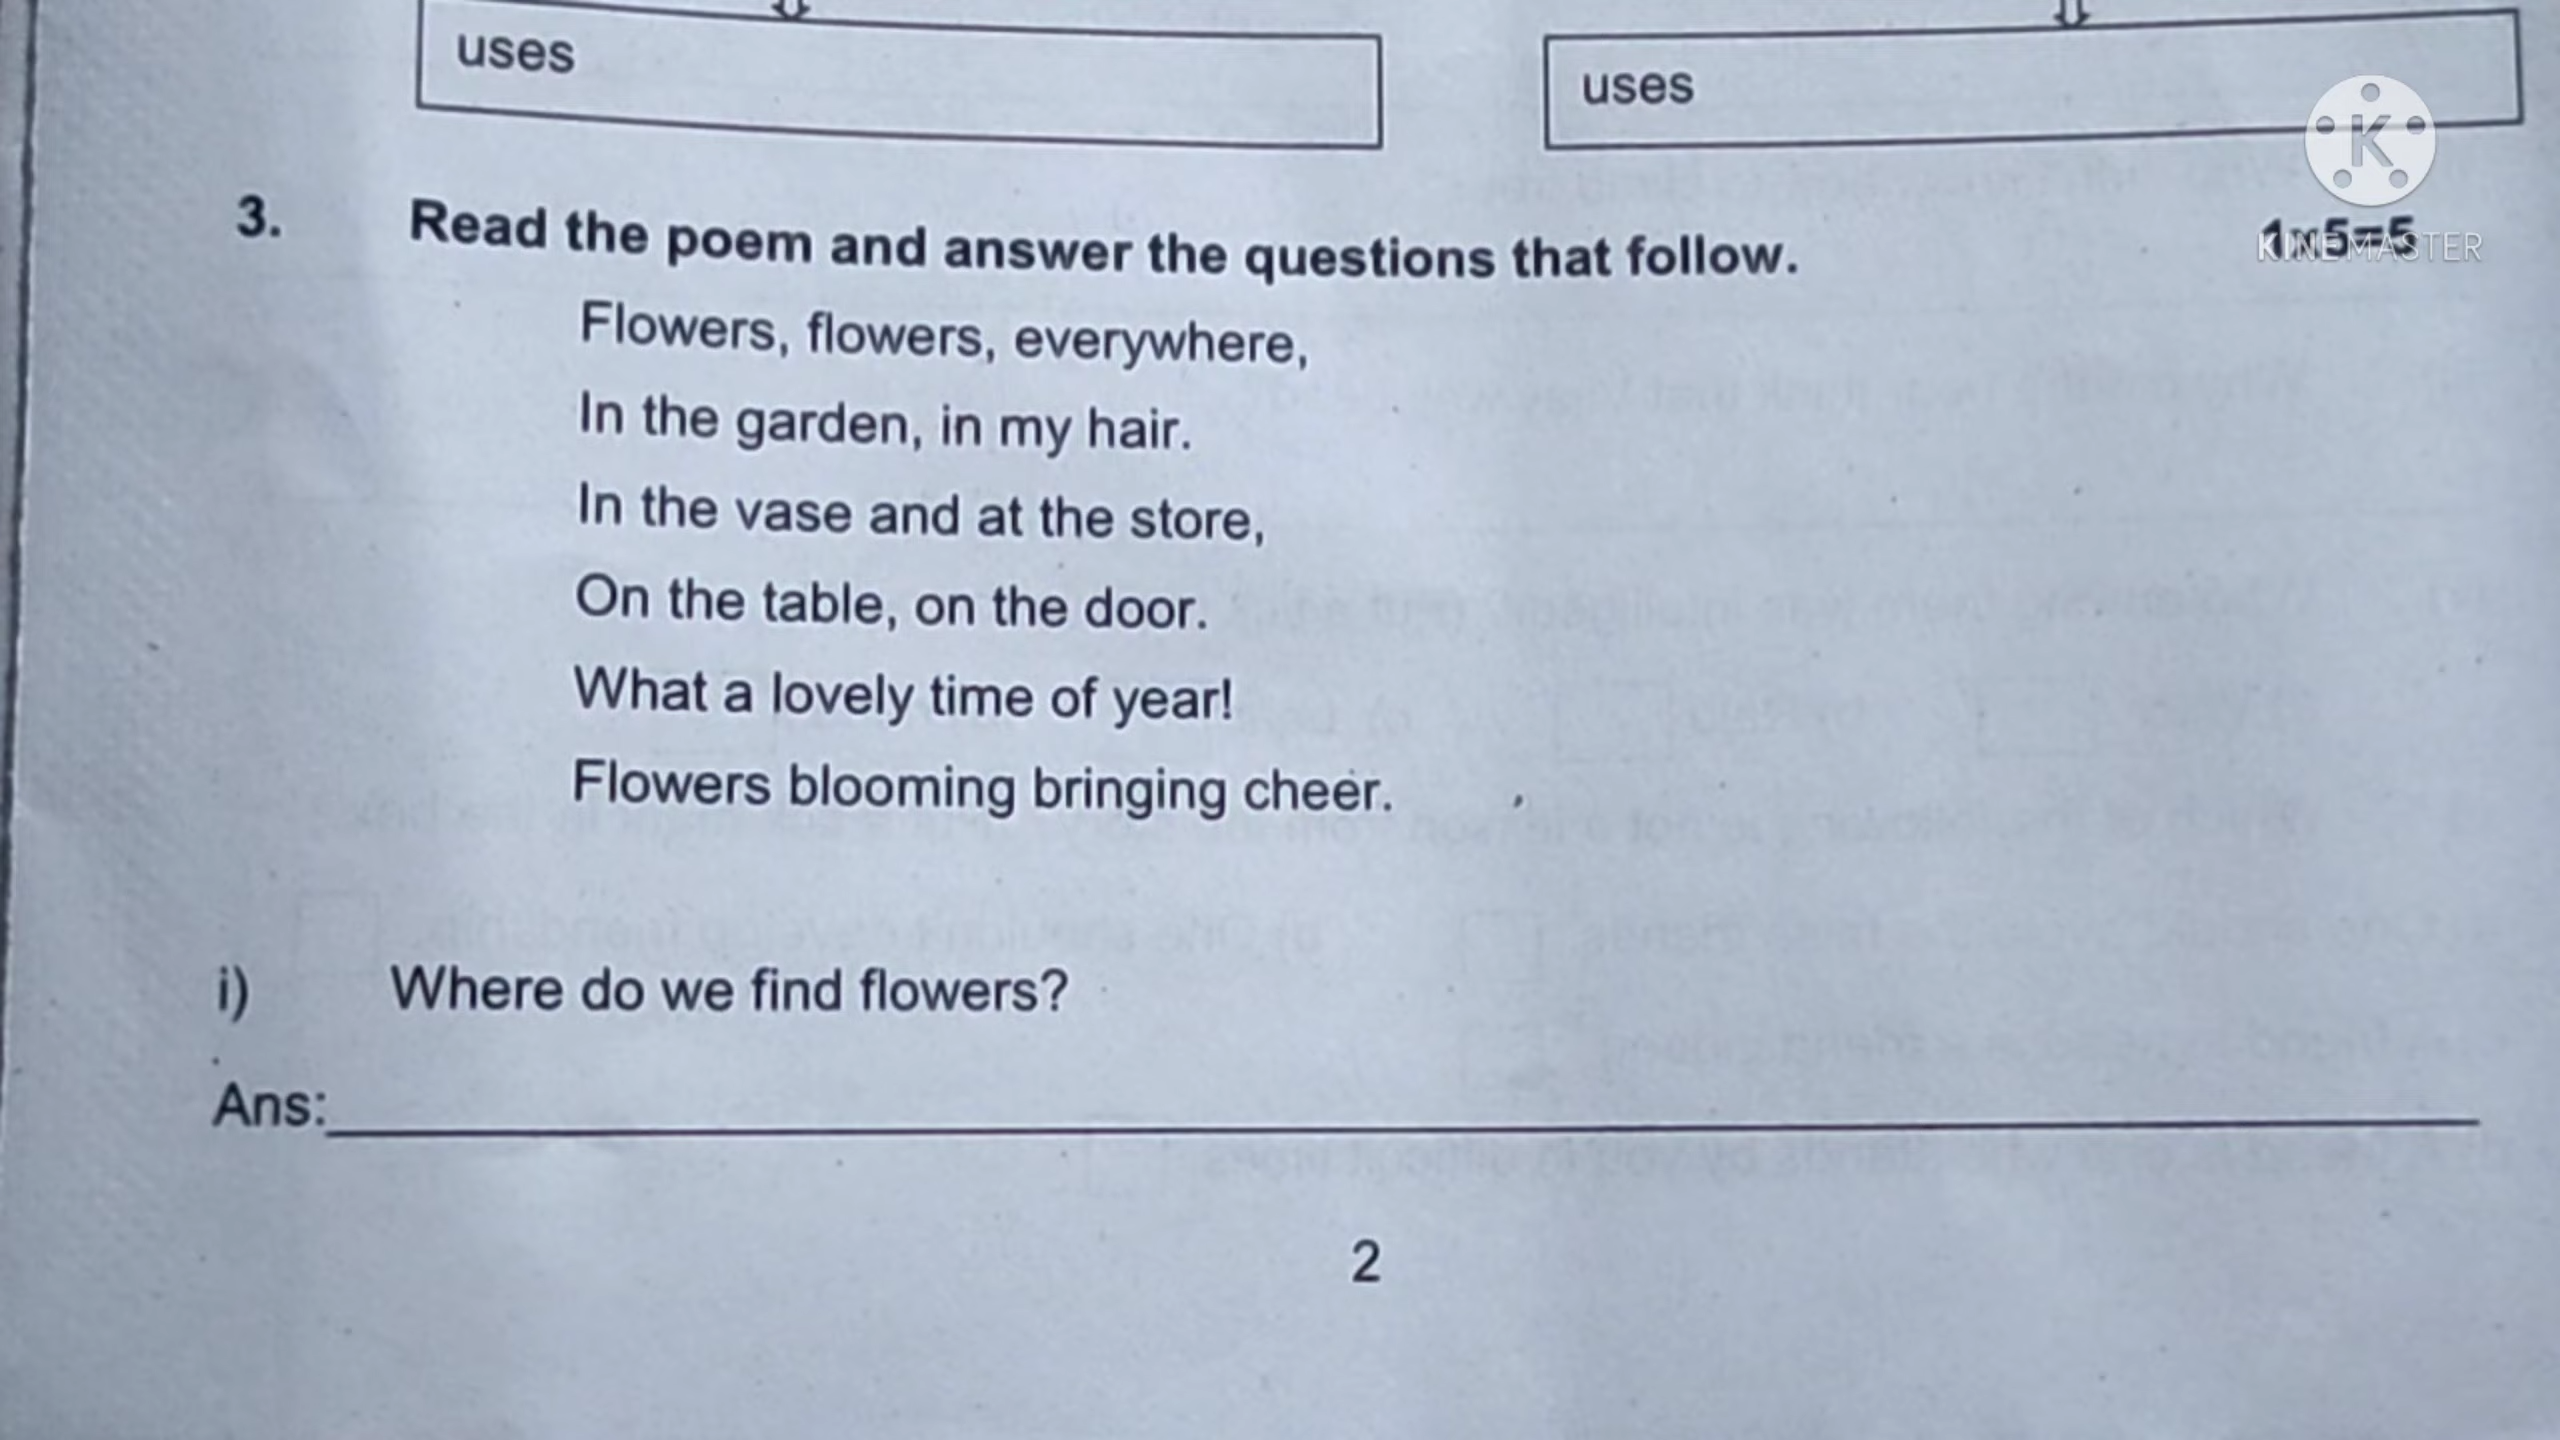 uses
uses
K
KINEMASTER
3. Read the poem and answer the questions that follow. 1x5=5
Flowers, flowers, everywhere,
In the garden, in my hair.
In the vase and at the store,
On the table, on the door.
What a lovely time of year!
Flowers blooming bringing cheer.
i) Where do we find flowers?
Ans:
2